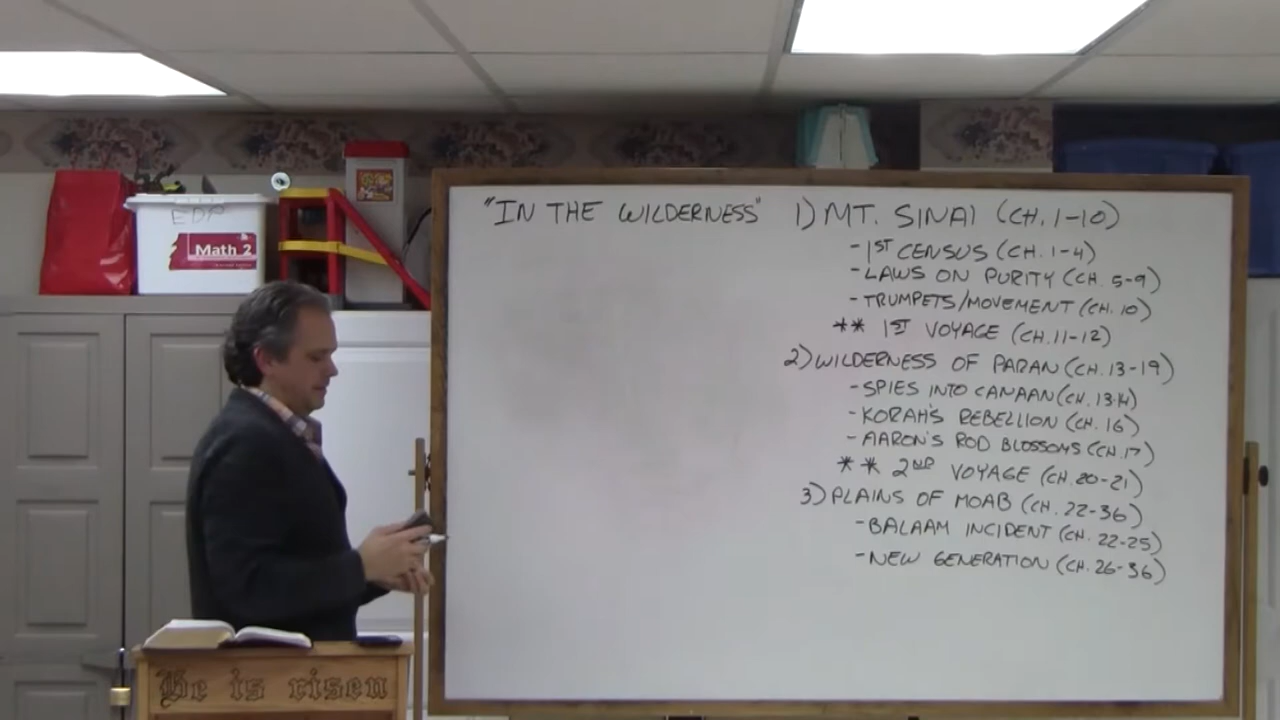 "IN THE WILDERNESS" 1) MT. SINAI (CH. 1-10)
- 1ST CENSUS (CH. 1-4)
- LAWS ON PURITY (CH. 5-9)
- TRUMPETS/MOVEMENT (CH. 10)
** 1ST VOYAGE (CH. 11-12)
2) WILDERNESS OF PARAN (CH. 13-19)
- SPIES INTO CANAAN (CH. 13-14)
- KORAH'S REBELLION (CH. 16)
- AARON'S ROD BLOSSOMS (CH. 17)
** 2ND VOYAGE (CH. 20-21)
3) PLAINS OF MOAB (CH. 22-36)
- BALAAM INCIDENT (CH. 22-25)
- NEW GENERATION (CH. 26-36)
EDP
Math 2
He is risen